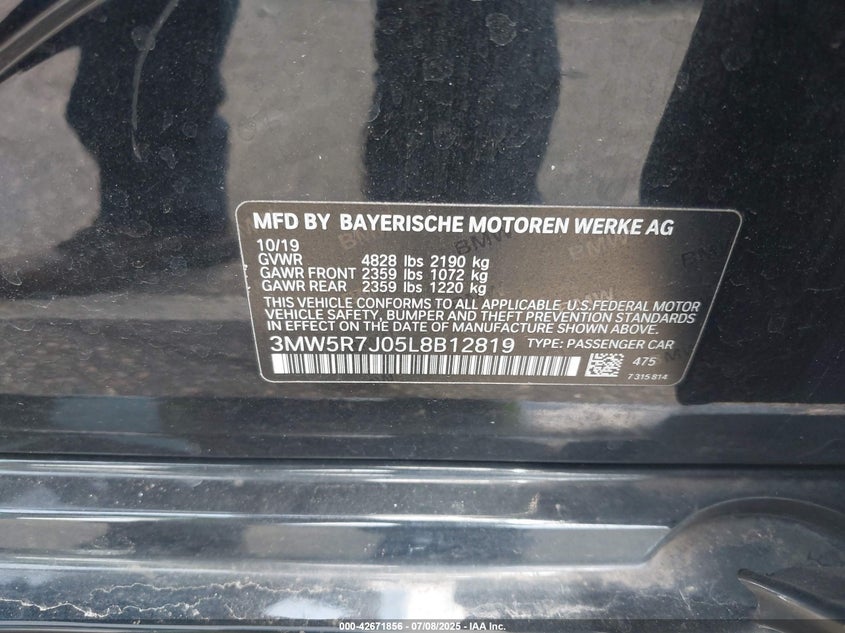 MFD BY BAYERISCHE MOTOREN WERKE AG
10/19
GVWR 4828 lbs 2190 kg
GAWR FRONT 2359 lbs 1072 kg
GAWR REAR 2359 lbs 1220 kg
THIS VEHICLE CONFORMS TO ALL APPLICABLE U.S.FEDERAL MOTOR
VEHICLE SAFETY, BUMPER AND THEFT PREVENTION STANDARDS
IN EFFECT ON THE DATE OF MANUFACTURE SHOWN ABOVE.
3MW5R7J05L8B12819 TYPE: PASSENGER CAR
475
7 315 814
000-42671856 - 07/08/2025 - IAA Inc.